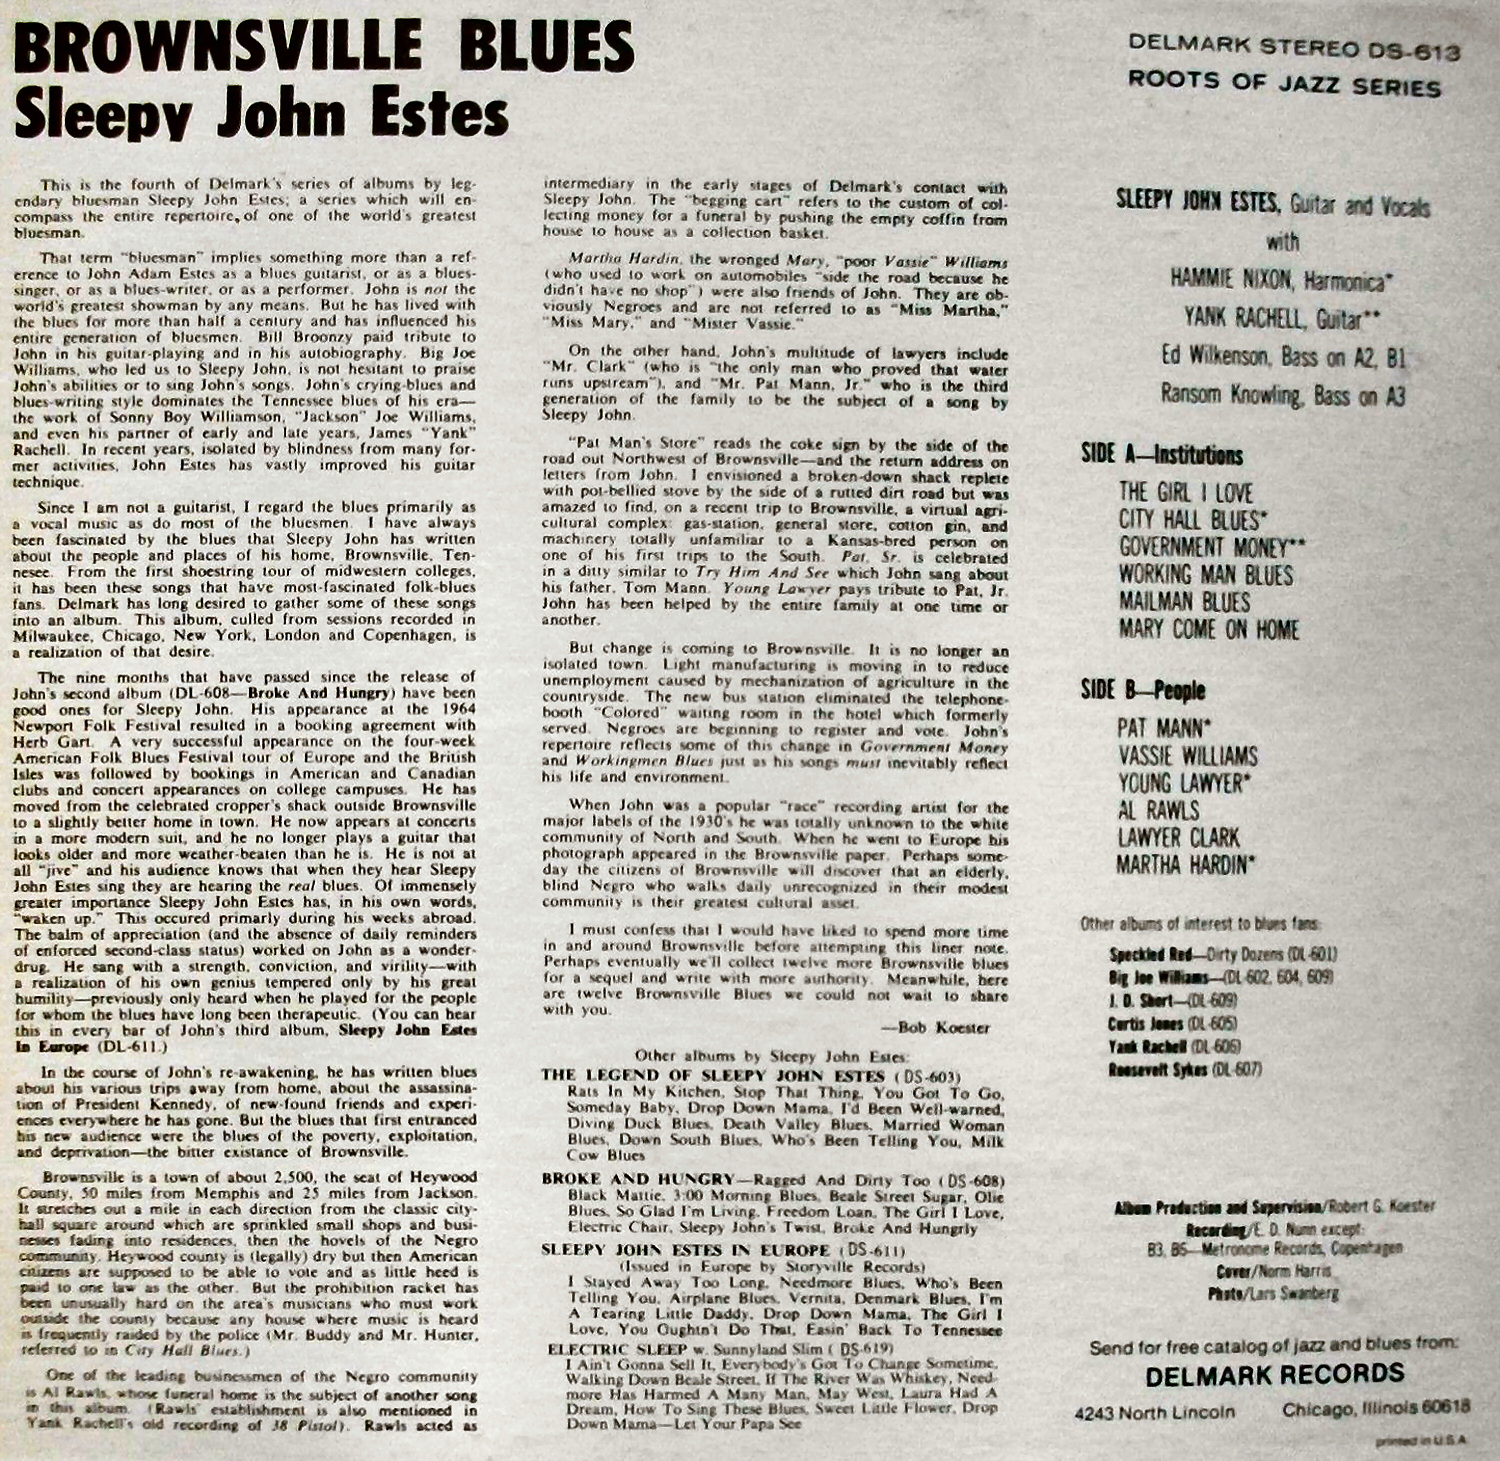 BROWNSVILLE BLUES
Sleepy John Estes
DELMARK STEREO DS-613
ROOTS OF JAZZ SERIES
This is the fourth of Delmark's series of albums by leg-
endary bluesman Sleepy John Estes; a series which will en-
compass the entire repertoire, of one of the world's greatest
bluesman.
That term "bluesman" implies something more than a ref-
erence to John Adam Estes as a blues guitarist, or as a blues-
singer, or as a blues-writer, or as a performer. John is not the
world's greatest showman by any means. But he has lived with
the blues for more than half a century and has influenced his
entire generation of bluesmen. Bill Broonzy paid tribute to
John in his guitar-playing and in his autobiography. Big Joe
Williams, who led us to Sleepy John, is not hesitant to praise
John's abilities or to sing John's songs. John's crying-blues and
blues-writing style dominates the Tennessee blues of his era—
the work of Sonny Boy Williamson, "Jackson" Joe Williams,
and even his partner of early and late years, James "Yank"
Rachell. In recent years, isolated by blindness from many for-
mer activities, John Estes has vastly improved his guitar
technique.
Since I am not a guitarist, I regard the blues primarily as
a vocal music as do most of the bluesmen. I have always
been fascinated by the blues that Sleepy John has written
about the people and places of his home, Brownsville, Ten-
nesee. From the first shoestring tour of midwestern colleges,
it has been these songs that have most-fascinated folk-blues
fans. Delmark has long desired to gather some of these songs
into an album. This album, culled from sessions recorded in
Milwaukee, Chicago, New York, London and Copenhagen, is
a realization of that desire.
The nine months that have passed since the release of
John's second album (DL-608—Broke And Hungry) have been
good ones for Sleepy John. His appearance at the 1964
Newport Folk Festival resulted in a booking agreement with
Herb Gart. A very successful appearance on the four-week
American Folk Blues Festival tour of Europe and the British
Isles was followed by bookings in American and Canadian
clubs and concert appearances on college campuses. He has
moved from the celebrated cropper's shack outside Brownsville
to a slightly better home in town. He now appears at concerts
in a more modern suit, and he no longer plays a guitar that
looks older and more weather-beaten than he is. He is not at
all "jive" and his audience knows that when they hear Sleepy
John Estes sing they are hearing the real blues. Of immensely
greater importance Sleepy John Estes has, in his own words,
"waken up." This occured primarly during his weeks abroad.
The balm of appreciation (and the absence of daily reminders
of enforced second-class status) worked on John as a wonder-
drug. He sang with a strength, conviction, and virility—with
a realization of his own genius tempered only by his great
humility—previously only heard when he played for the people
for whom the blues have long been therapeutic. (You can hear
this in every bar of John's third album, Sleepy John Estes
In Europe (DL-611.)
In the course of John's re-awakening, he has written blues
about his various trips away from home, about the assassina-
tion of President Kennedy, of new-found friends and experi-
ences everywhere he has gone. But the blues that first entranced
his new audience were the blues of the poverty, exploitation,
and deprivation—the bitter existance of Brownsville.
Brownsville is a town of about 2,500, the seat of Heywood
County, 50 miles from Memphis and 25 miles from Jackson.
It stretches out a mile in each direction from the classic city-
hall square around which are sprinkled small shops and busi-
nesses fading into residences, then the hovels of the Negro
community. Heywood county is (legally) dry but then American
citizens are supposed to be able to vote and as little heed is
paid to one law as the other. But the prohibition racket has
been unusually hard on the area's musicians who must work
outside the county because any house where music is heard
is frequently raided by the police (Mr. Buddy and Mr. Hunter,
referred to in City Hall Blues.)
One of the leading businessmen of the Negro community
is Al Rawls, whose funeral home is the subject of another song
in this album. (Rawls' establishment is also mentioned in
Yank Rachell's old recording of 38 Pistol). Rawls acted as
intermediary in the early stages of Delmark's contact with
Sleepy John. The "begging cart" refers to the custom of col-
lecting money for a funeral by pushing the empty coffin from
house to house as a collection basket.
Martha Hardin, the wronged Mary, "poor Vassie" Williams
(who used to work on automobiles "side the road because he
didn't have no shop") were also friends of John. They are ob-
viously Negroes and are not referred to as "Miss Martha,"
"Miss Mary," and "Mister Vassie."
On the other hand, John's multitude of lawyers include
"Mr. Clark" (who is "the only man who proved that water
runs upstream"), and "Mr. Pat Mann, Jr." who is the third
generation of the family to be the subject of a song by
Sleepy John.
"Pat Man's Store" reads the coke sign by the side of the
road out Northwest of Brownsville—and the return address on
letters from John. I envisioned a broken-down shack replete
with pot-bellied stove by the side of a rutted dirt road but was
amazed to find, on a recent trip to Brownsville, a virtual agri-
cultural complex: gas-station, general store, cotton gin, and
machinery totally unfamiliar to a Kansas-bred person on
one of his first trips to the South. Pat, Sr. is celebrated
in a ditty similar to Try Him And See which John sang about
his father, Tom Mann. Young Lawyer pays tribute to Pat, Jr.
John has been helped by the entire family at one time or
another.
But change is coming to Brownsville. It is no longer an
isolated town. Light manufacturing is moving in to reduce
unemployment caused by mechanization of agriculture in the
countryside. The new bus station eliminated the telephone-
booth "Colored" waiting room in the hotel which formerly
served. Negroes are beginning to register and vote. John's
repertoire reflects some of this change in Government Money
and Workingmen Blues just as his songs must inevitably reflect
his life and environment.
When John was a popular "race" recording artist for the
major labels of the 1930's he was totally unknown to the white
community of North and South. When he went to Europe his
photograph appeared in the Brownsville paper. Perhaps some-
day the citizens of Brownsville will discover that an elderly,
blind Negro who walks daily unrecognized in their modest
community is their greatest cultural asset.
I must confess that I would have liked to spend more time
in and around Brownsville before attempting this liner note.
Perhaps eventually we'll collect twelve more Brownsville blues
for a sequel and write with more authority. Meanwhile, here
are twelve Brownsville Blues we could not wait to share
with you.
—Bob Koester
Other albums by Sleepy John Estes:
THE LEGEND OF SLEEPY JOHN ESTES (DS-603)
Rats In My Kitchen, Stop That Thing, You Got To Go,
Someday Baby, Drop Down Mama, I'd Been Well-warned,
Diving Duck Blues, Death Valley Blues, Married Woman
Blues, Down South Blues, Who's Been Telling You, Milk
Cow Blues
BROKE AND HUNGRY—Ragged And Dirty Too (DS-608)
Black Mattie, 3:00 Morning Blues, Beale Street Sugar, Olie
Blues, So Glad I'm Living, Freedom Loan, The Girl I Love,
Electric Chair, Sleepy John's Twist, Broke And Hungrly
SLEEPY JOHN ESTES IN EUROPE (DS-611)
(Issued in Europe by Storyville Records)
I Stayed Away Too Long, Needmore Blues, Who's Been
Telling You, Airplane Blues, Vernita, Denmark Blues, I'm
A Tearing Little Daddy, Drop Down Mama, The Girl I
Love, You Oughtn't Do That, Easin' Back To Tennessee
ELECTRIC SLEEP w. Sunnyland Slim ( DS-619)
I Ain't Gonna Sell It, Everybody's Got To Change Sometime,
Walking Down Beale Street, If The River Was Whiskey, Need-
more Has Harmed A Many Man, May West, Laura Had A
Dream, How To Sing These Blues, Sweet Little Flower, Drop
Down Mama—Let Your Papa See
SLEEPY JOHN ESTES, Guitar and Vocals
with
HAMMIE NIXON, Harmonica*
YANK RACHELL, Guitar**
Ed Wilkenson, Bass on A2, B1
Ransom Knowling, Bass on A3
SIDE A—Institutions
THE GIRL I LOVE
CITY HALL BLUES*
GOVERNMENT MONEY**
WORKING MAN BLUES
MAILMAN BLUES
MARY COME ON HOME
SIDE B—People
PAT MANN*
VASSIE WILLIAMS
YOUNG LAWYER*
AL RAWLS
LAWYER CLARK
MARTHA HARDIN*
Other albums of interest to blues fans:
Speckled Red—Dirty Dozens (DL-601)
Big Joe Williams—(DL-602, 604, 609)
J. D. Short—(DL-609)
Curtis Jones (DL-605)
Yank Rachell (DL-606)
Roosevelt Sykes (DL-607)
Album Production and Supervision/Robert G. Koester
Recording/E. D. Nunn except:
B3, B5—Metronome Records, Copenhagen
Cover/Norm Harris
Photo/Lars Swanberg
Send for free catalog of jazz and blues from:
DELMARK RECORDS
4243 North Lincoln Chicago, Illinois 60618
printed in U.S.A.